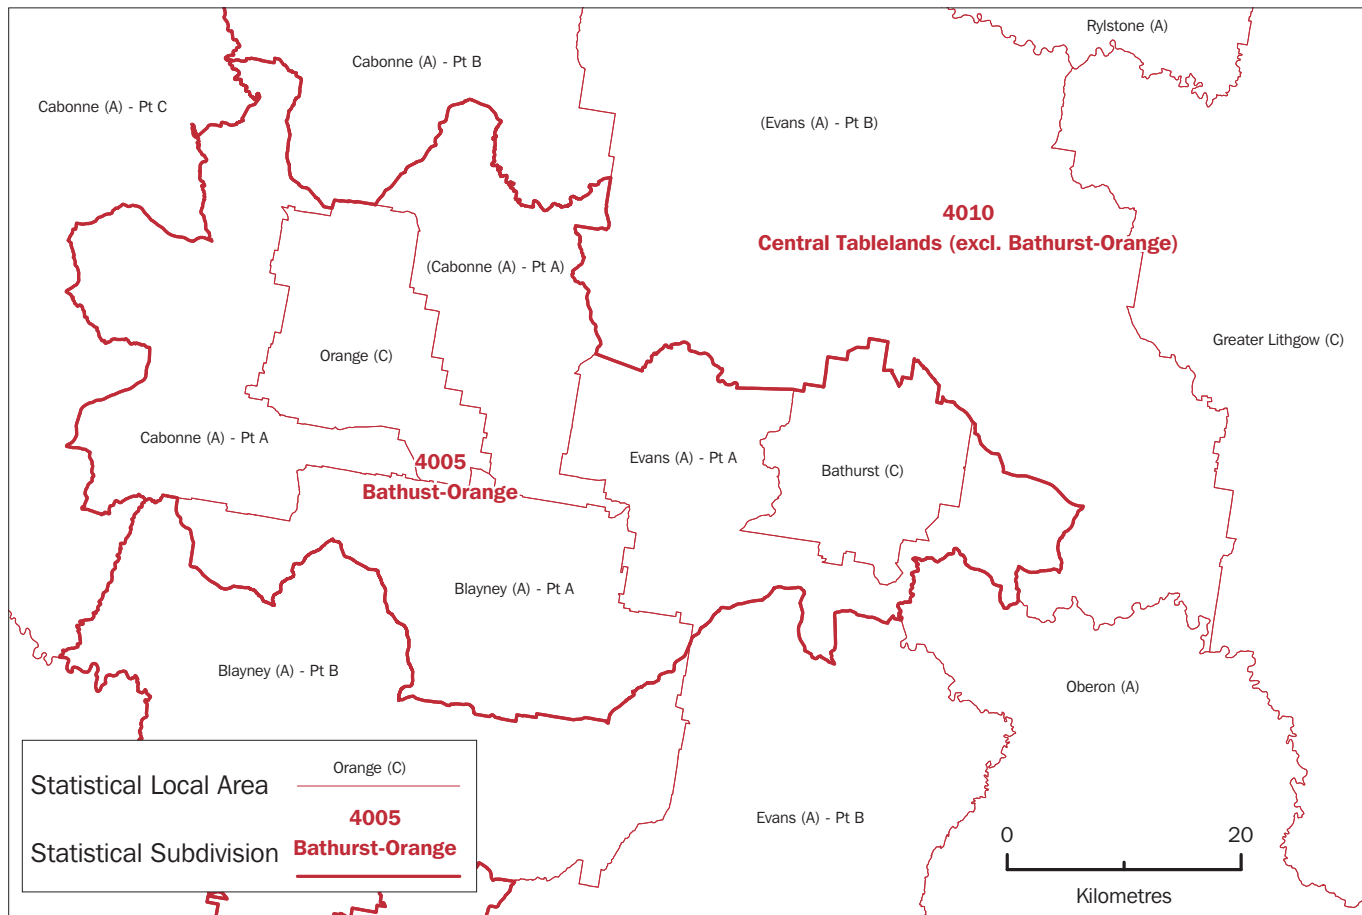 Rylstone (A)
Cabonne (A) - Pt B
Cabonne (A) - Pt C
(Evans (A) - Pt B)
4010
Central Tablelands (excl. Bathurst-Orange)
(Cabonne (A) - Pt A)
Orange (C)
Greater Lithgow (C)
Cabonne (A) - Pt A
4005
Bathust-Orange
Evans (A) - Pt A
Bathurst (C)
Blayney (A) - Pt A
Blayney (A) - Pt B
Oberon (A)
Evans (A) - Pt B
Statistical Local Area
Orange (C)
Statistical Subdivision
4005
Bathurst-Orange
0 20
Kilometres